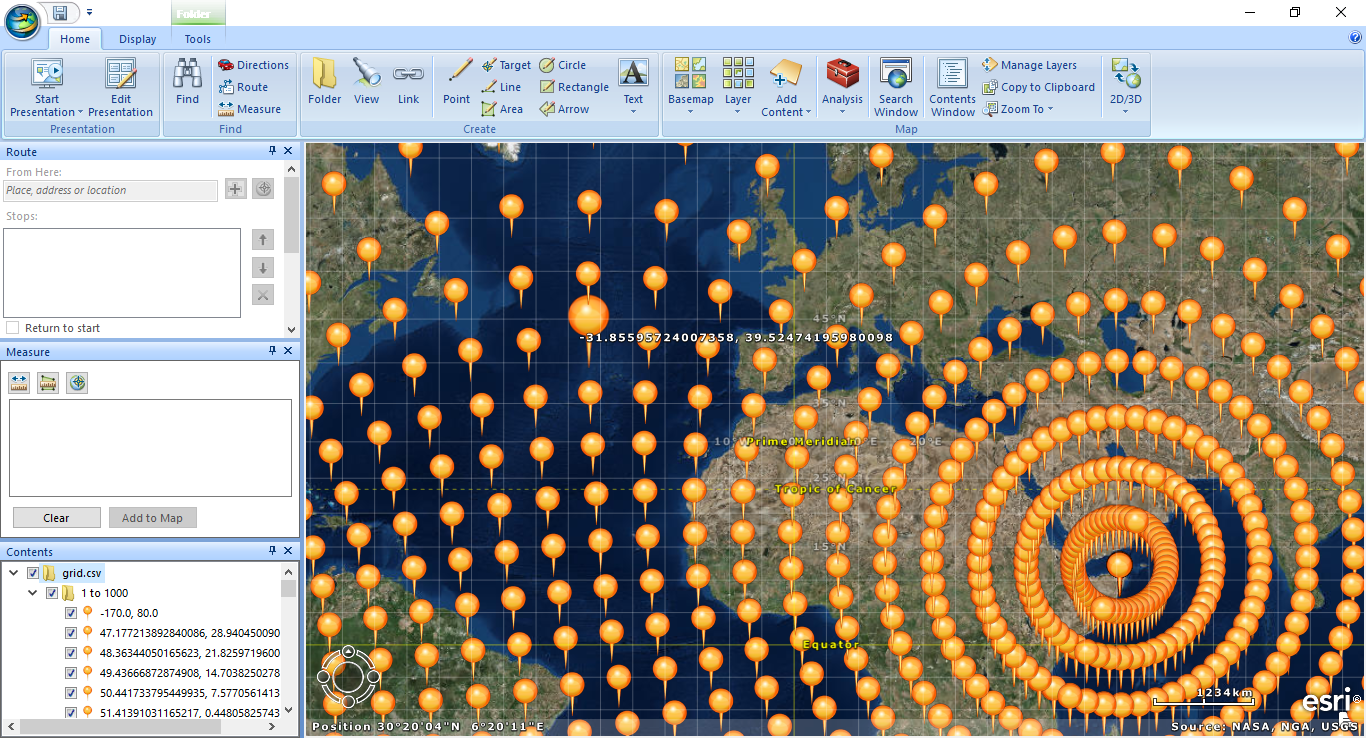 Folder
Home
Display
Tools
Start Presentation
Edit Presentation
Presentation
Find
Directions
Route
Measure
Find
Folder
View
Link
Point
Target
Line
Area
Circle
Rectangle
Arrow
Text
Create
Basemap
Layer
Add Content
Analysis
Search Window
Contents Window
Manage Layers
Copy to Clipboard
Zoom To
2D/3D
Map
Route
From Here:
Place, address or location
Stops:
Return to start
Measure
Clear
Add to Map
Contents
grid.csv
1 to 1000
-170.0, 80.0
47.177213892840086, 28.940450090
48.36344050165623, 21.8259719600
49.43666872874908, 14.7038250278
50.441733795449935, 7.5770561413
51.41391031165217, 0.44805825743
45°N
-31.85595724007358, 39.52474195980098
35°N
Prime Meridian
20°E
25°N
Tropic of Cancer
15°N
Equator
1234km
esri
Position 30°20'04"N 6°20'11"E
Source: NASA, NGA, USGS